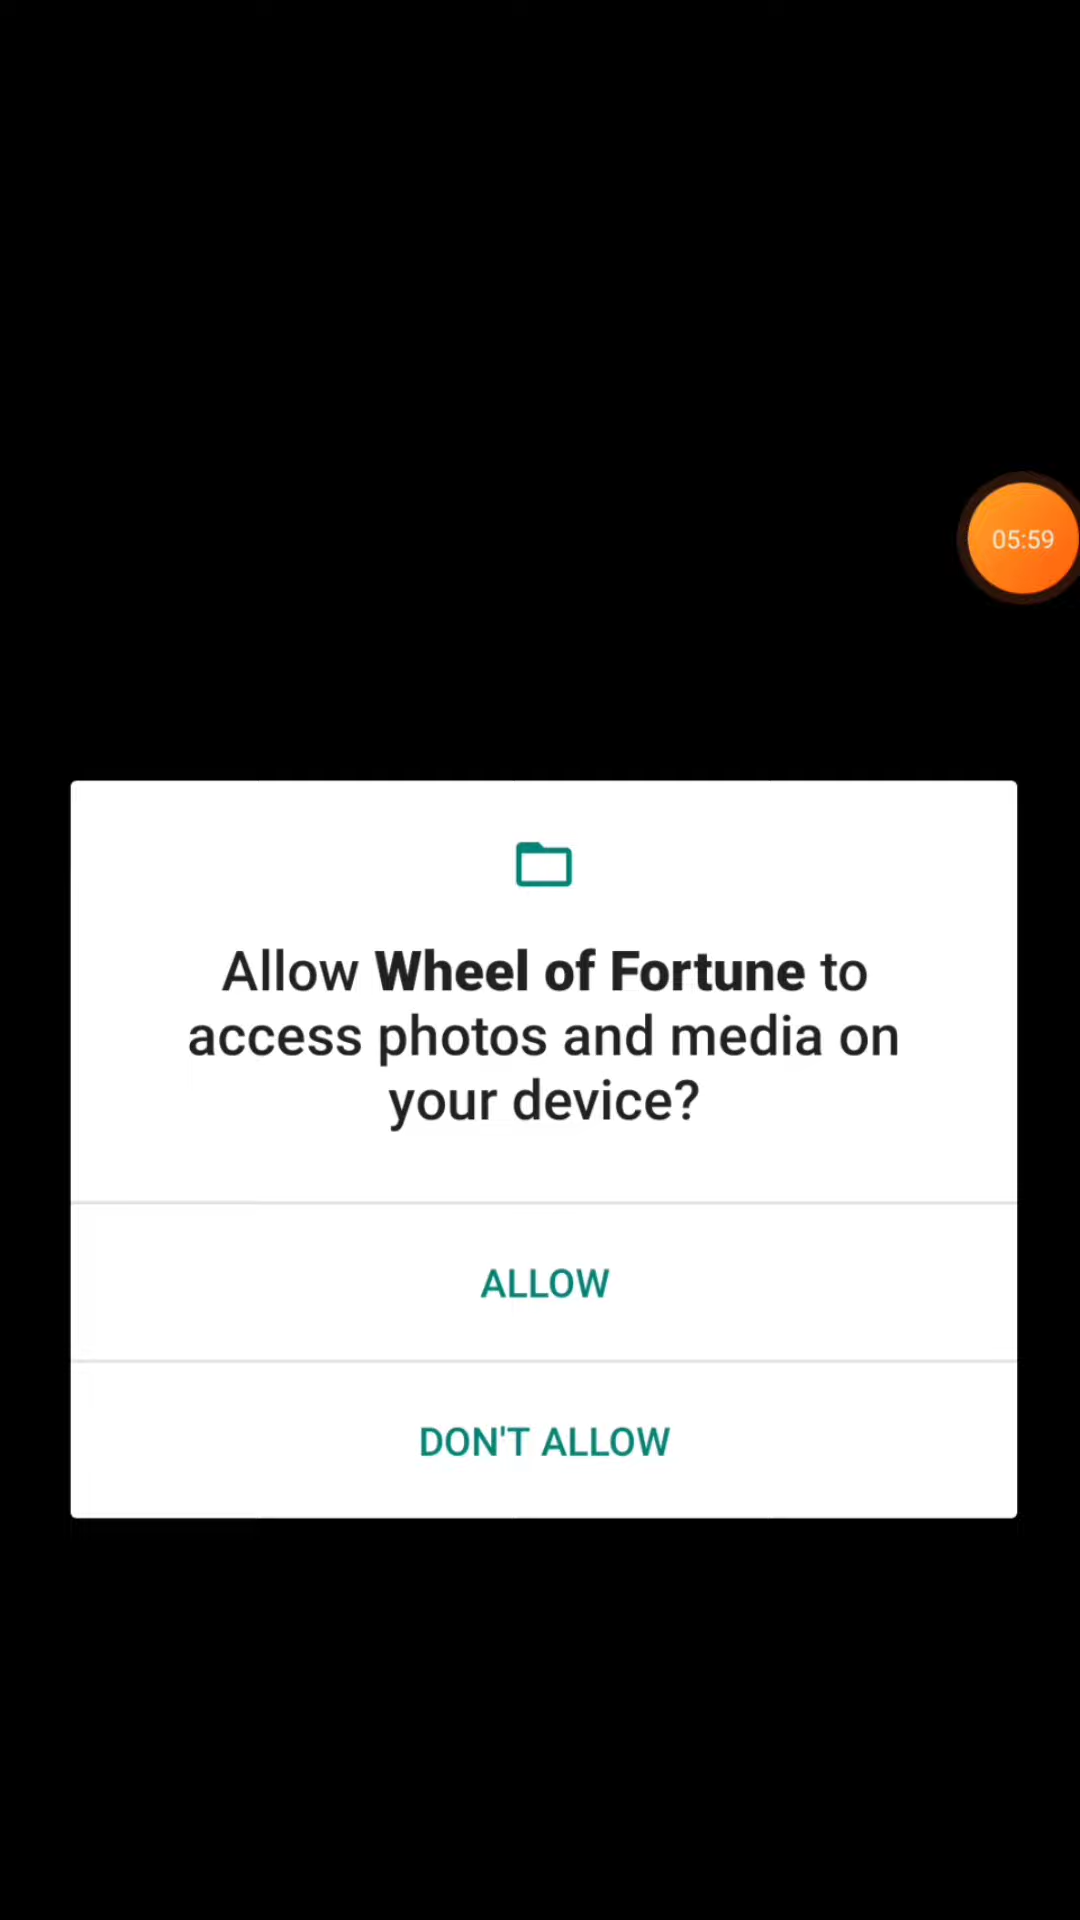 05:59
Allow Wheel of Fortune to
access photos and media on
your device?
ALLOW
DON'T ALLOW